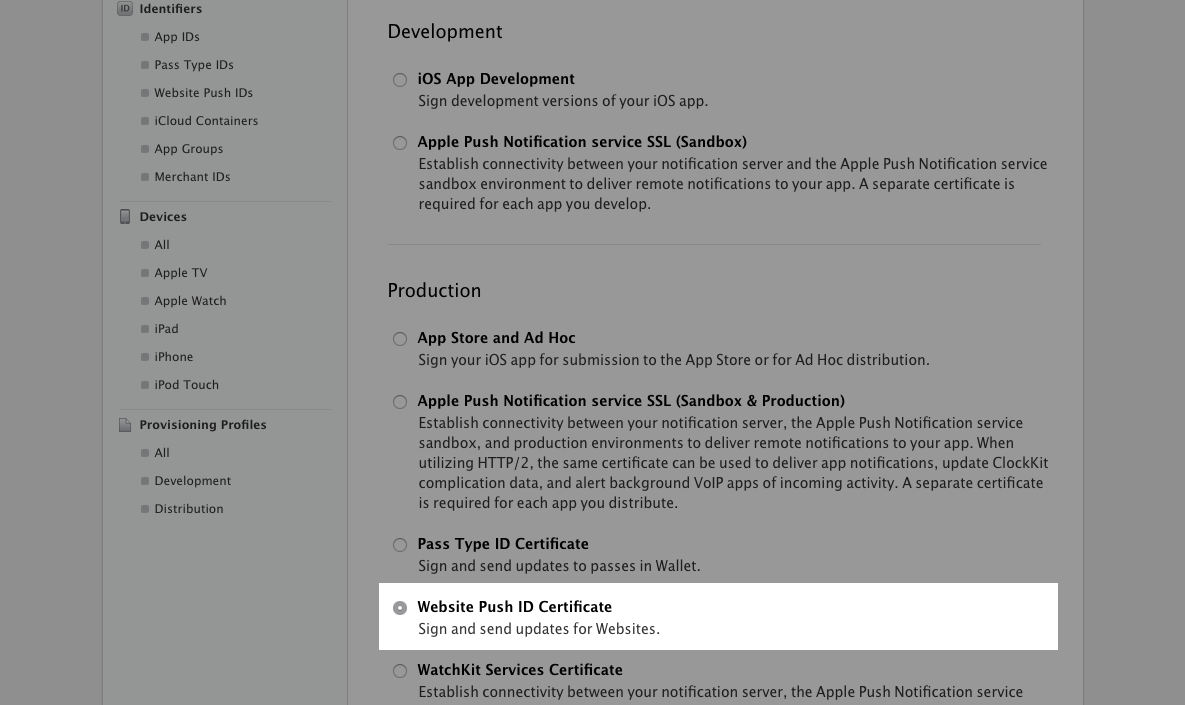 ID Identifiers
App IDs
Pass Type IDs
Website Push IDs
iCloud Containers
App Groups
Merchant IDs
Devices
All
Apple TV
Apple Watch
iPad
iPhone
iPod Touch
Provisioning Profiles
All
Development
Distribution
Development
iOS App Development
Sign development versions of your iOS app.
Apple Push Notification service SSL (Sandbox)
Establish connectivity between your notification server and the Apple Push Notification service
sandbox environment to deliver remote notifications to your app. A separate certificate is
required for each app you develop.
Production
App Store and Ad Hoc
Sign your iOS app for submission to the App Store or for Ad Hoc distribution.
Apple Push Notification service SSL (Sandbox & Production)
Establish connectivity between your notification server, the Apple Push Notification service
sandbox, and production environments to deliver remote notifications to your app. When
utilizing HTTP/2, the same certificate can be used to deliver app notifications, update ClockKit
complication data, and alert background VoIP apps of incoming activity. A separate certificate
is required for each app you distribute.
Pass Type ID Certificate
Sign and send updates to passes in Wallet.
Website Push ID Certificate
Sign and send updates for Websites.
WatchKit Services Certificate
Establish connectivity between your notification server, the Apple Push Notification service